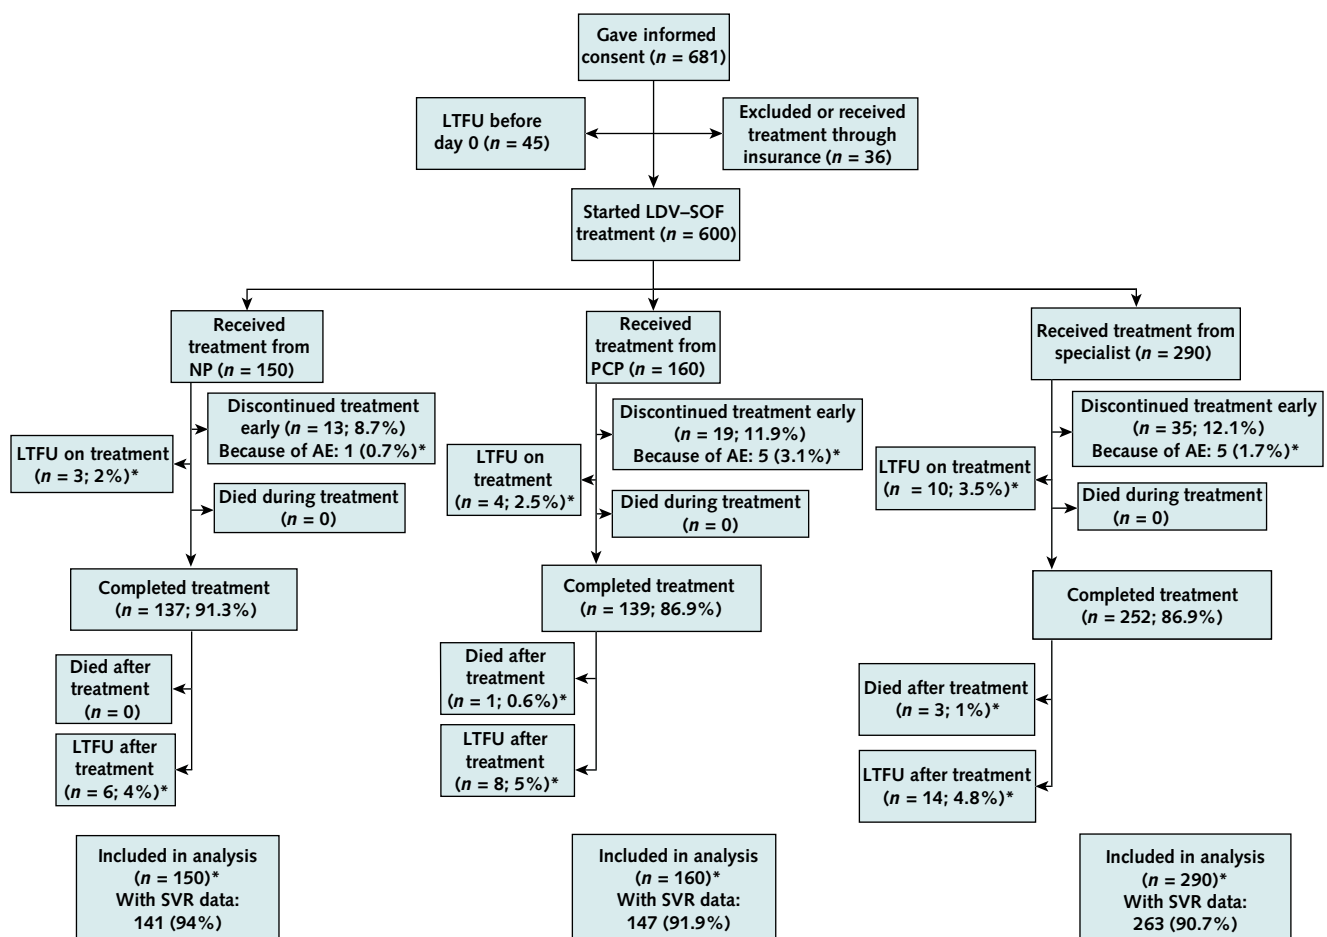 Gave informed
consent (n = 681)
LTFU before
day 0 (n = 45)
Excluded or received
treatment through
insurance (n = 36)
Started LDV–SOF
treatment (n = 600)
Received
treatment from
NP (n = 150)
Discontinued treatment
early (n = 13; 8.7%)
Because of AE: 1 (0.7%)*
LTFU on treatment
(n = 3; 2%)*
Died during treatment
(n = 0)
Completed treatment
(n = 137; 91.3%)
Died after
treatment
(n = 0)
LTFU after
treatment
(n = 6; 4%)*
Included in analysis
(n = 150)*
With SVR data:
141 (94%)
Received
treatment from
PCP (n = 160)
Discontinued treatment early
(n = 19; 11.9%)
Because of AE: 5 (3.1%)*
LTFU on
treatment
(n = 4; 2.5%)*
Died during treatment
(n = 0)
Completed treatment
(n = 139; 86.9%)
Died after
treatment
(n = 1; 0.6%)*
LTFU after
treatment
(n = 8; 5%)*
Included in analysis
(n = 160)*
With SVR data:
147 (91.9%)
Received treatment from
specialist (n = 290)
Discontinued treatment early
(n = 35; 12.1%)
Because of AE: 5 (1.7%)*
LTFU on treatment
(n = 10; 3.5%)*
Died during treatment
(n = 0)
Completed treatment
(n = 252; 86.9%)
Died after treatment
(n = 3; 1%)*
LTFU after treatment
(n = 14; 4.8%)*
Included in analysis
(n = 290)*
With SVR data:
263 (90.7%)